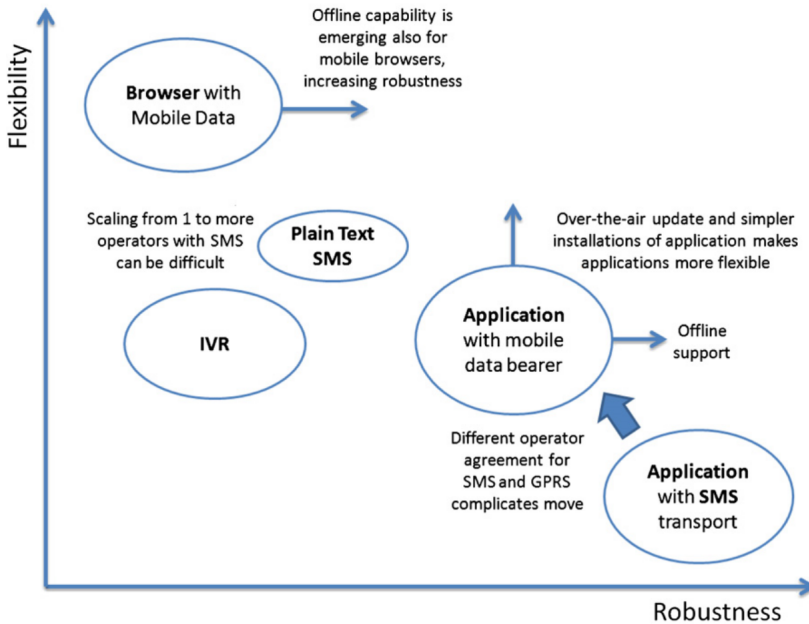 Flexibility
Offline capability is
emerging also for
mobile browsers,
increasing robustness
Browser with
Mobile Data
Scaling from 1 to more
operators with SMS
can be difficult
Plain Text
SMS
Over-the-air update and simpler
installations of application makes
applications more flexible
IVR
Application
with mobile
data bearer
Offline
support
Different operator
agreement for
SMS and GPRS
complicates move
Application
with SMS
transport
Robustness